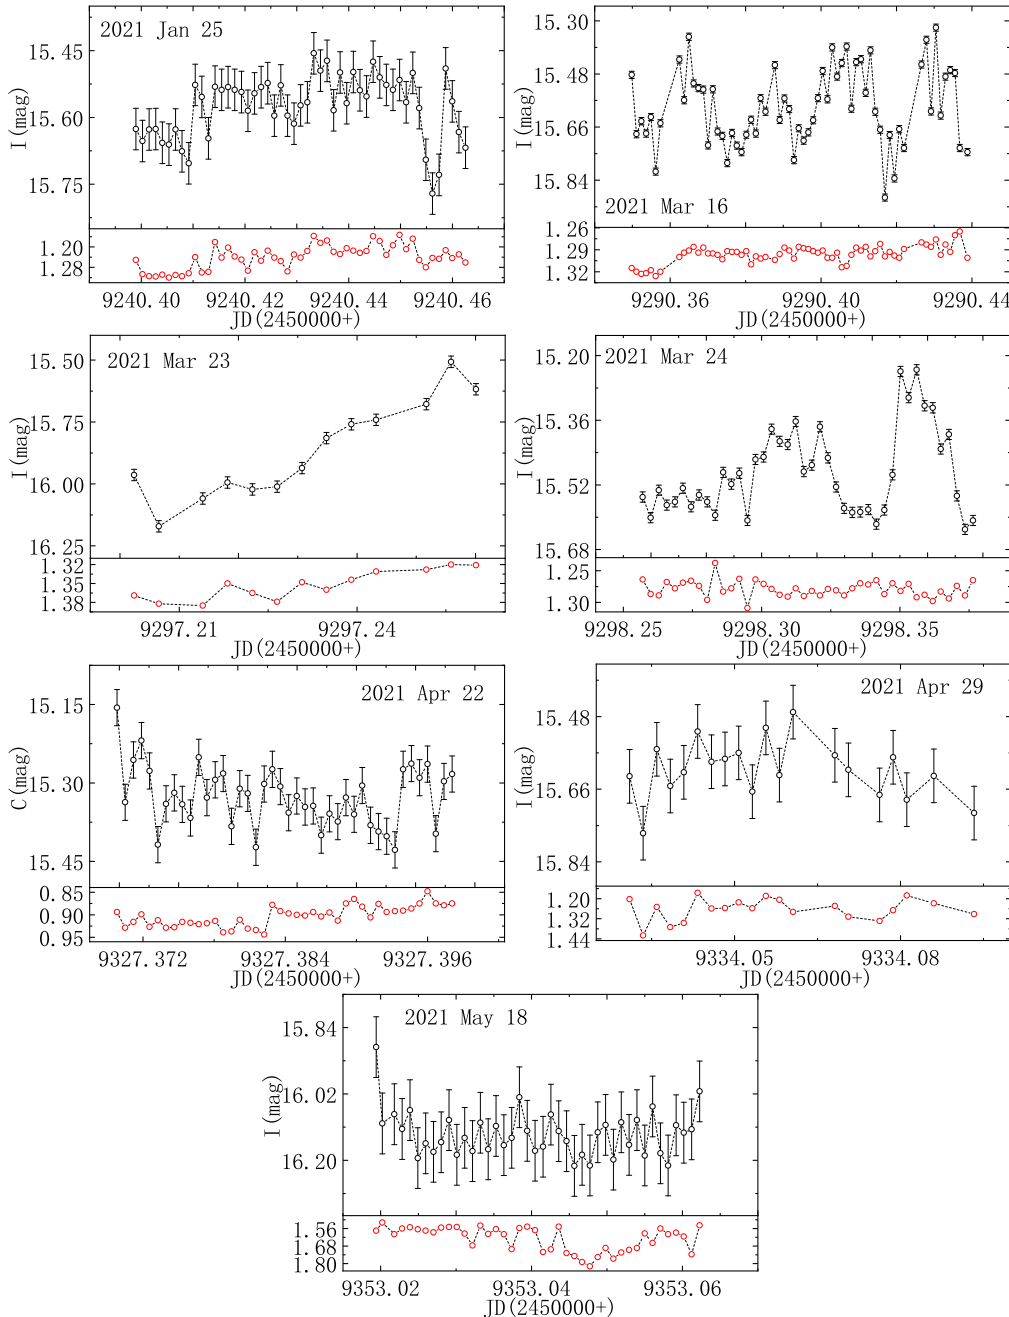 2021 Jan 25
15.45
15.60
15.75
I(mag)
1.20
1.28
9240.40 9240.42 9240.44 9240.46
JD(2450000+)
15.30
15.48
15.66
15.84
I(mag)
2021 Mar 16
1.26
1.29
1.32
9290.36 9290.40 9290.44
JD(2450000+)
2021 Mar 23
15.50
15.75
16.00
16.25
I(mag)
1.32
1.35
1.38
9297.21 9297.24
JD(2450000+)
2021 Mar 24
15.20
15.36
15.52
15.68
I(mag)
1.25
1.30
9298.25 9298.30 9298.35
JD(2450000+)
2021 Apr 22
15.15
15.30
15.45
C(mag)
0.85
0.90
0.95
9327.372 9327.384 9327.396
JD(2450000+)
2021 Apr 29
15.48
15.66
15.84
I(mag)
1.20
1.32
1.44
9334.05 9334.08
JD(2450000+)
2021 May 18
15.84
16.02
16.20
I(mag)
1.56
1.68
1.80
9353.02 9353.04 9353.06
JD(2450000+)